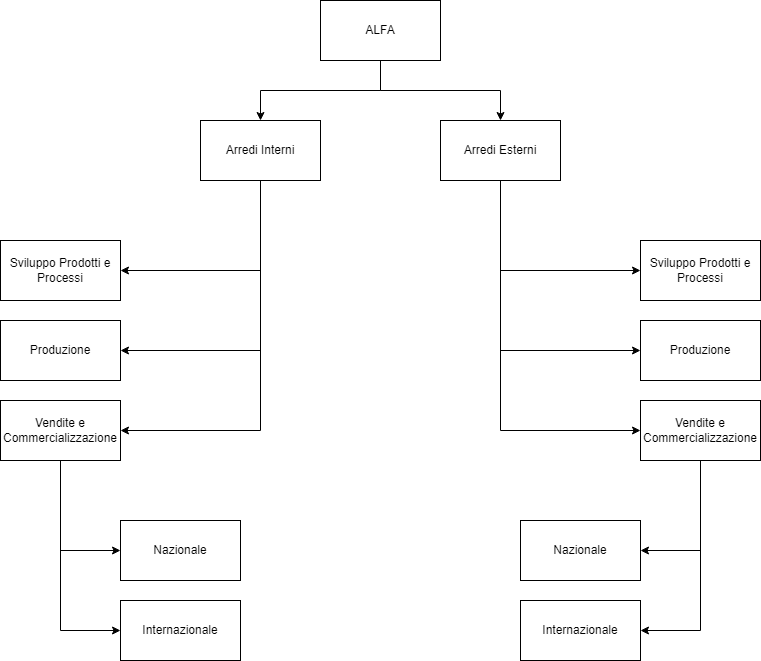 ALFA
Arredi Interni
Arredi Esterni
Sviluppo Prodotti e
Processi
Sviluppo Prodotti e
Processi
Produzione
Produzione
Vendite e
Commercializzazione
Vendite e
Commercializzazione
Nazionale
Nazionale
Internazionale
Internazionale